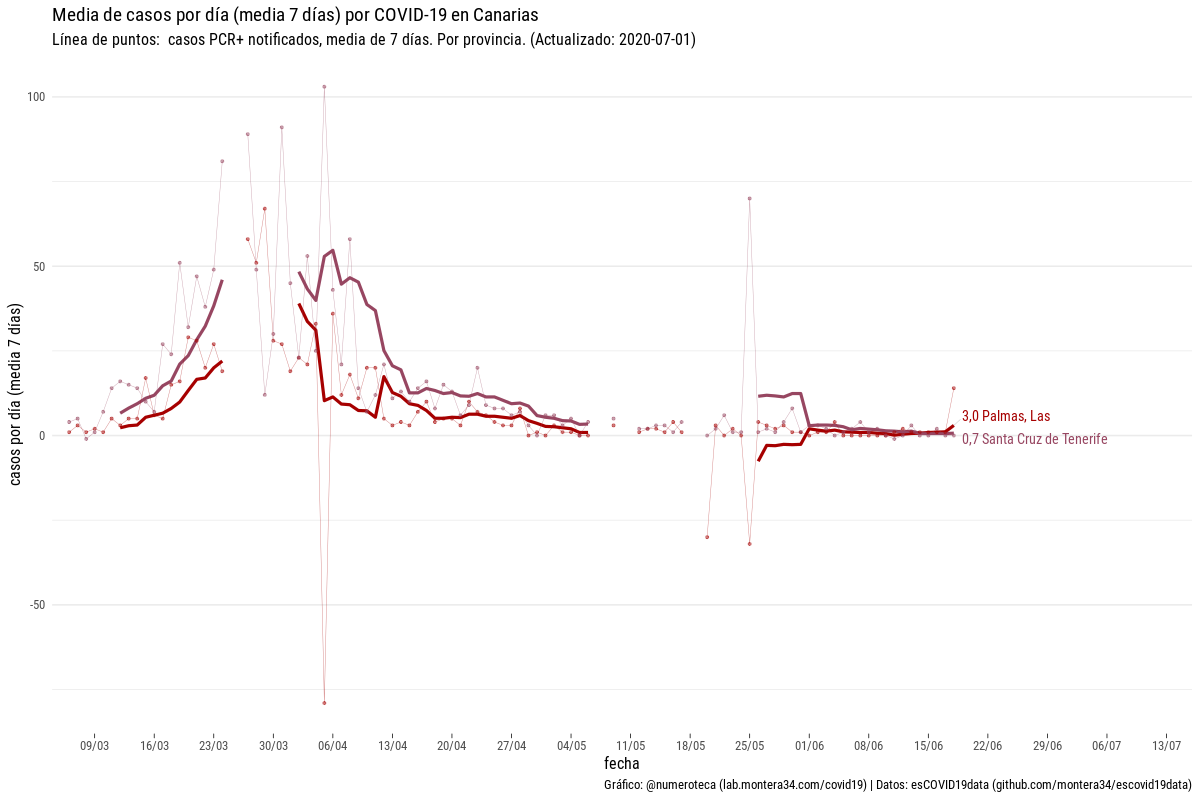 Media de casos por día (media 7 días) por COVID-19 en Canarias
Línea de puntos:  casos PCR+ notificados, media de 7 días. Por provincia. (Actualizado: 2020-07-01)
casos por día (media 7 días)
100
50
0
-50
3,0 Palmas, Las
0,7 Santa Cruz de Tenerife
09/03 16/03 23/03 30/03 06/04 13/04 20/04 27/04 04/05 11/05 18/05 25/05 01/06 08/06 15/06 22/06 29/06 06/07 13/07
fecha
Gráfico: @numeroteca (lab.montera34.com/covid19) | Datos: esCOVID19data (github.com/montera34/escovid19data)